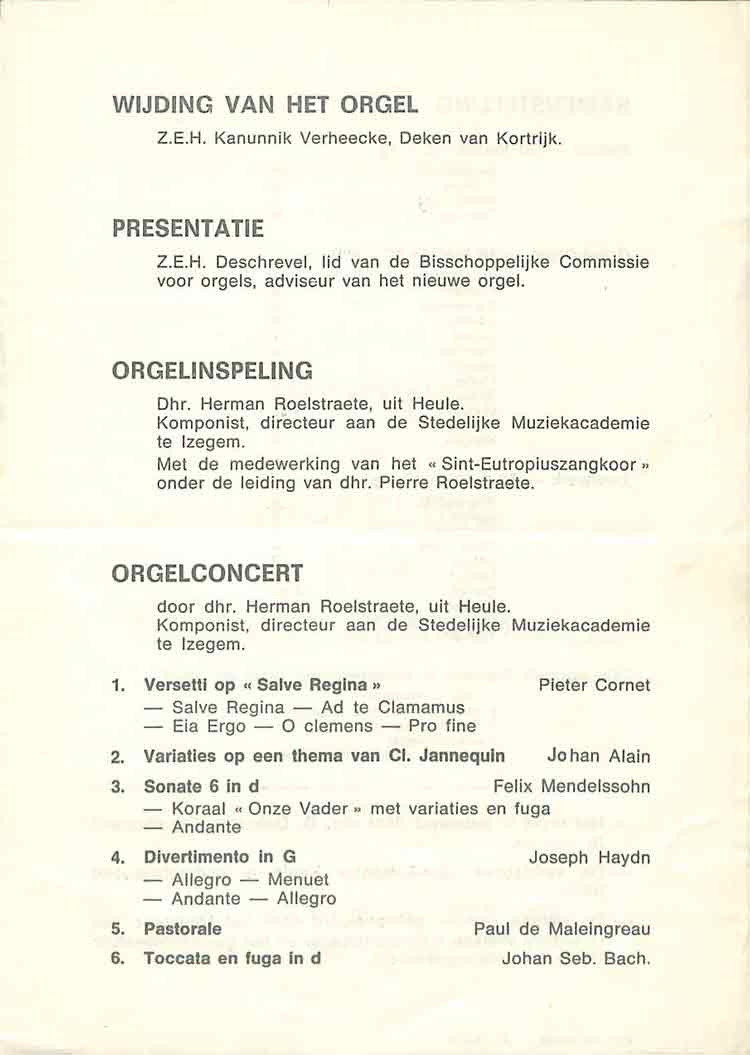 WIJDING VAN HET ORGEL
Z.E.H. Kanunnik Verheecke, Deken van Kortrijk.
PRESENTATIE
Z.E.H. Deschrevel, lid van de Bisschoppelijke Commissie
voor orgels, adviseur van het nieuwe orgel.
ORGELINSPELING
Dhr. Herman Roelstraete, uit Heule.
Komponist, directeur aan de Stedelijke Muziekacademie
te Izegem.
Met de medewerking van het « Sint-Eutropiuszangkoor »
onder de leiding van dhr. Pierre Roelstraete.
ORGELCONCERT
door dhr. Herman Roelstraete, uit Heule.
Komponist, directeur aan de Stedelijke Muziekacademie
te Izegem.
1. Versetti op « Salve Regina » Pieter Cornet
— Salve Regina — Ad te Clamamus
— Eia Ergo — O clemens — Pro fine
2. Variaties op een thema van Cl. Jannequin Johan Alain
3. Sonate 6 in d Felix Mendelssohn
— Koraal « Onze Vader » met variaties en fuga
— Andante
4. Divertimento in G Joseph Haydn
— Allegro — Menuet
— Andante — Allegro
5. Pastorale Paul de Maleingreau
6. Toccata en fuga in d Johan Seb. Bach.